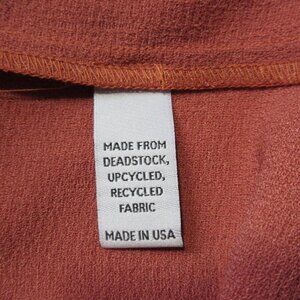 MADE FROM
DEADSTOCK,
UPCYCLED,
RECYCLED
FABRIC
MADE IN USA